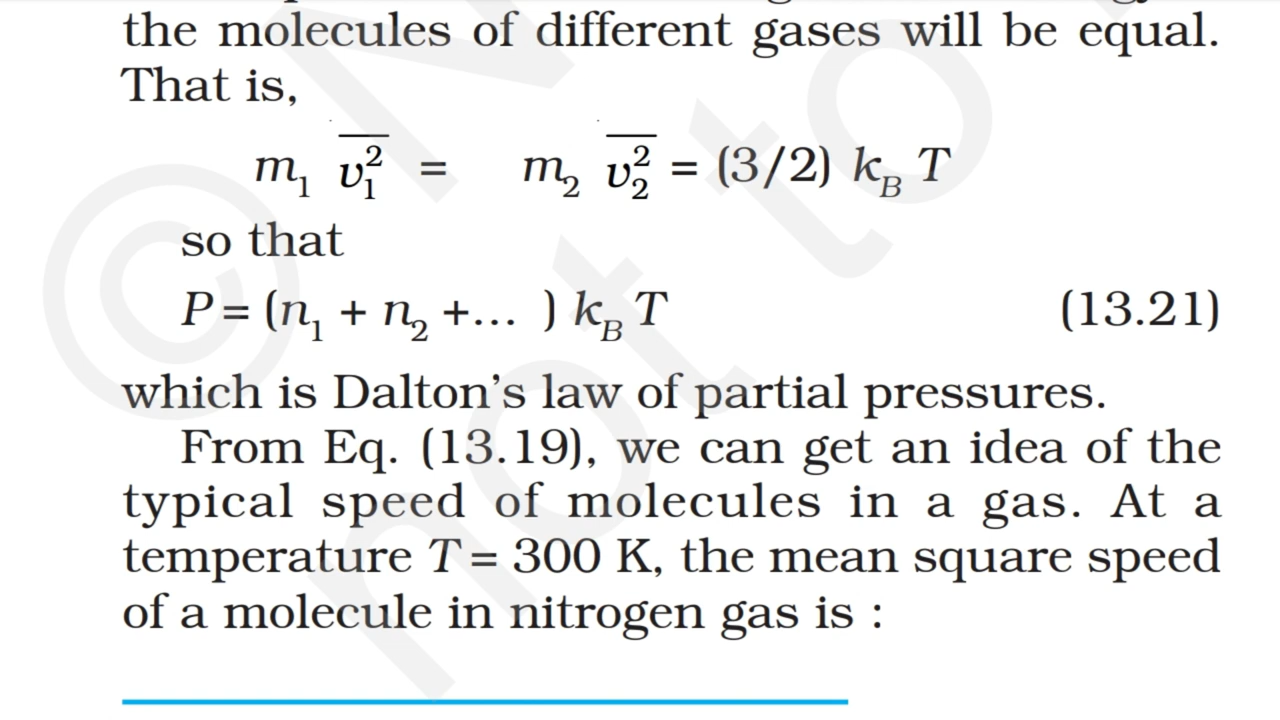 the molecules of different gases will be equal.
That is,
m₁ v̅₁² = m₂ v̅₂² = (3/2) k_B T
so that
P = (n₁ + n₂ +... ) k_B T (13.21)
which is Dalton’s law of partial pressures.
From Eq. (13.19), we can get an idea of the
typical speed of molecules in a gas. At a
temperature T = 300 K, the mean square speed
of a molecule in nitrogen gas is :
©
not to